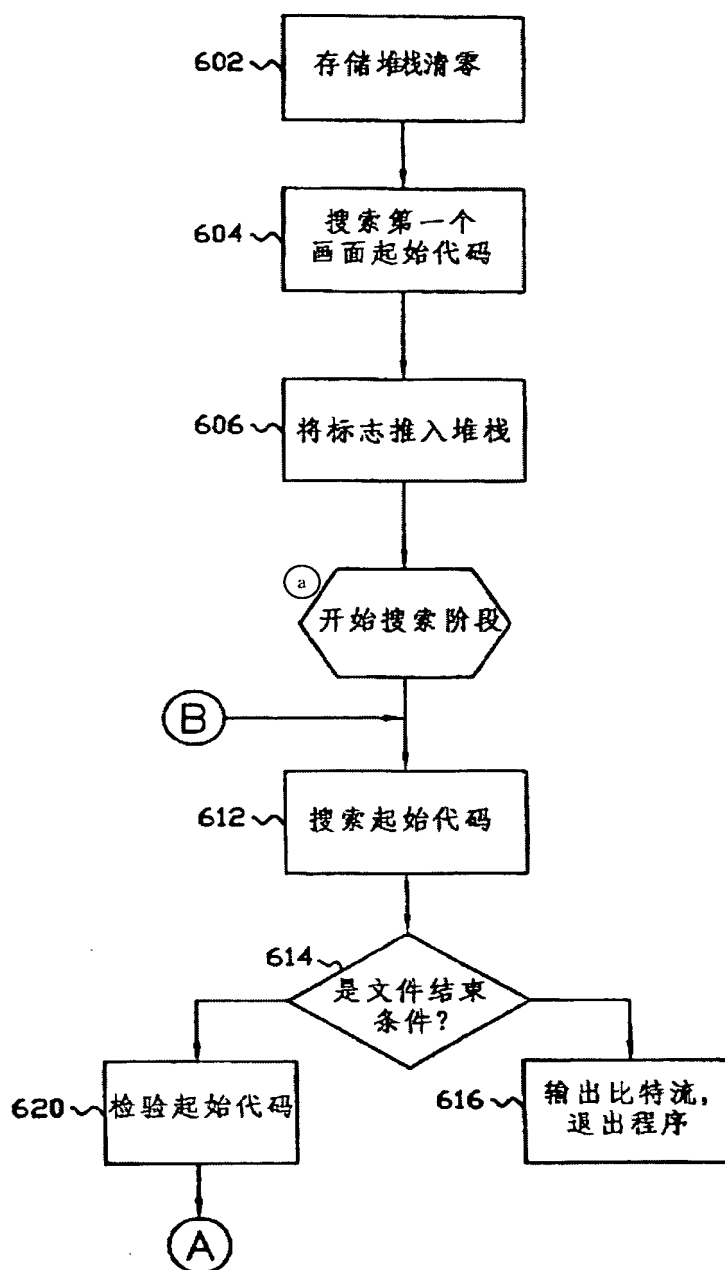 602
存储堆栈清零
604
搜索第一个
画面起始代码
606
将标志推入堆栈
a
开始搜索阶段
B
612
搜索起始代码
614
是文件结束
条件?
620
检验起始代码
616
输出比特流,
退出程序
A